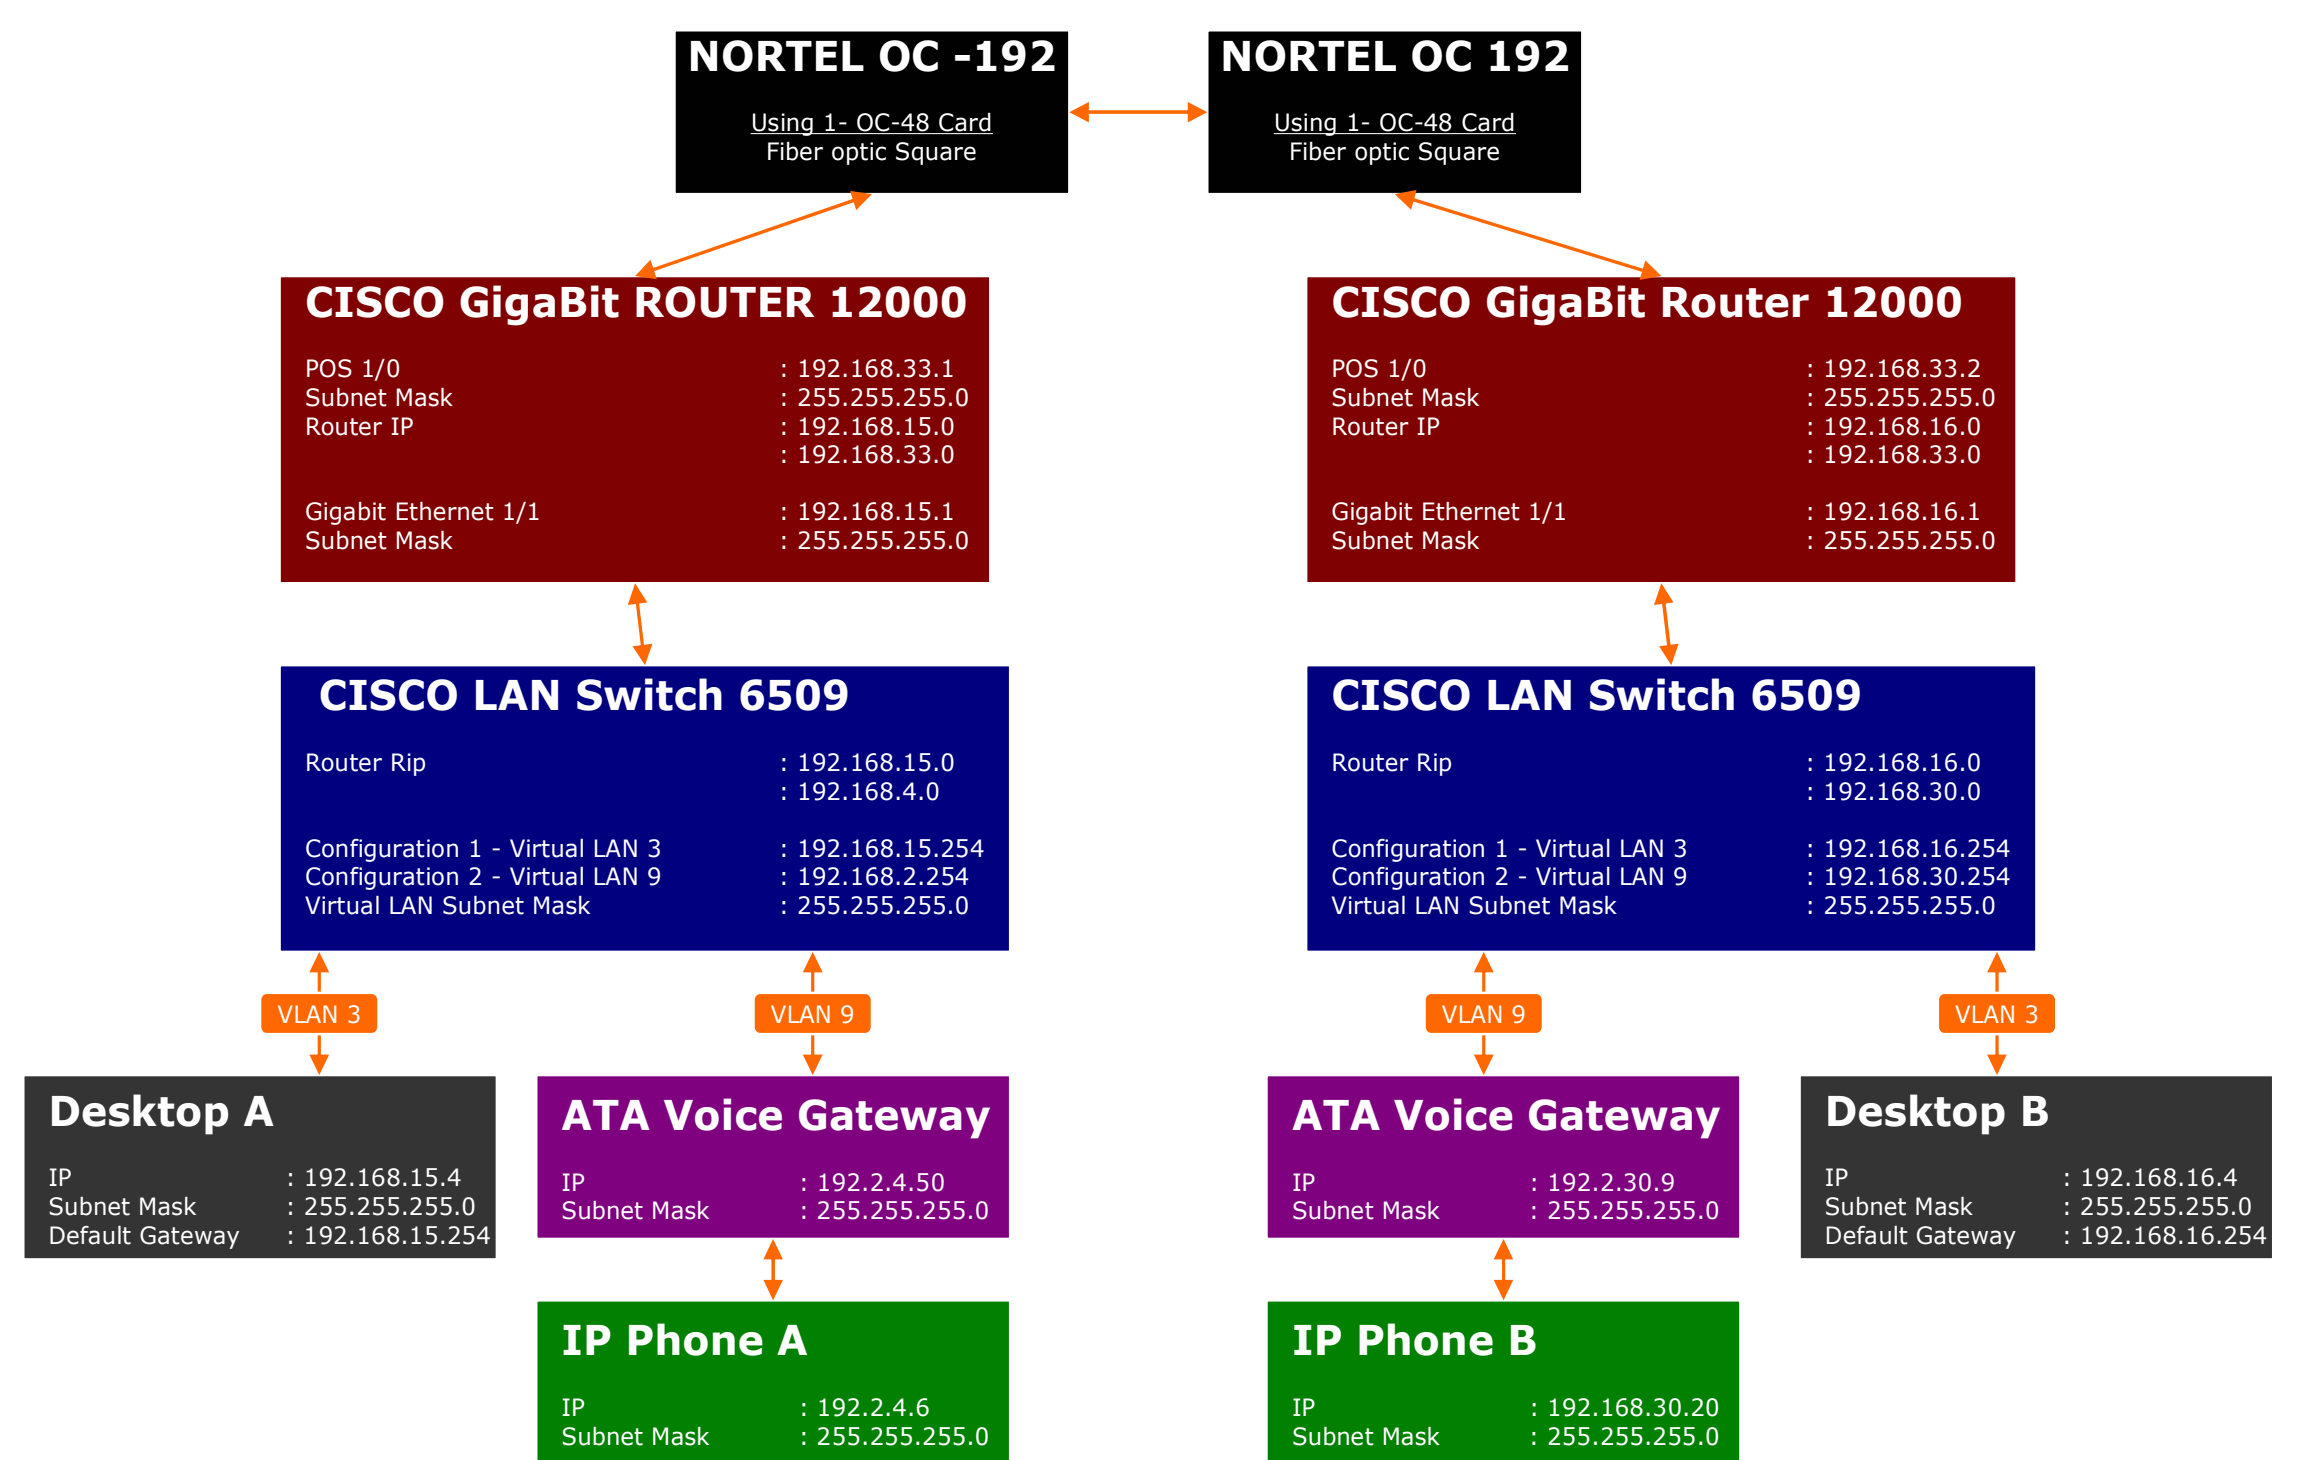 NORTEL OC -192
Using 1- OC-48 Card
Fiber optic Square
NORTEL OC 192
Using 1- OC-48 Card
Fiber optic Square
CISCO GigaBit ROUTER 12000
POS 1/0 : 192.168.33.1
Subnet Mask : 255.255.255.0
Router IP : 192.168.15.0
: 192.168.33.0
Gigabit Ethernet 1/1 : 192.168.15.1
Subnet Mask : 255.255.255.0
CISCO GigaBit Router 12000
POS 1/0 : 192.168.33.2
Subnet Mask : 255.255.255.0
Router IP : 192.168.16.0
: 192.168.33.0
Gigabit Ethernet 1/1 : 192.168.16.1
Subnet Mask : 255.255.255.0
CISCO LAN Switch 6509
Router Rip : 192.168.15.0
: 192.168.4.0
Configuration 1 - Virtual LAN 3 : 192.168.15.254
Configuration 2 - Virtual LAN 9 : 192.168.2.254
Virtual LAN Subnet Mask : 255.255.255.0
CISCO LAN Switch 6509
Router Rip : 192.168.16.0
: 192.168.30.0
Configuration 1 - Virtual LAN 3 : 192.168.16.254
Configuration 2 - Virtual LAN 9 : 192.168.30.254
Virtual LAN Subnet Mask : 255.255.255.0
VLAN 3
VLAN 9
VLAN 9
VLAN 3
Desktop A
IP : 192.168.15.4
Subnet Mask : 255.255.255.0
Default Gateway : 192.168.15.254
ATA Voice Gateway
IP : 192.2.4.50
Subnet Mask : 255.255.255.0
ATA Voice Gateway
IP : 192.2.30.9
Subnet Mask : 255.255.255.0
Desktop B
IP : 192.168.16.4
Subnet Mask : 255.255.255.0
Default Gateway : 192.168.16.254
IP Phone A
IP : 192.2.4.6
Subnet Mask : 255.255.255.0
IP Phone B
IP : 192.168.30.20
Subnet Mask : 255.255.255.0